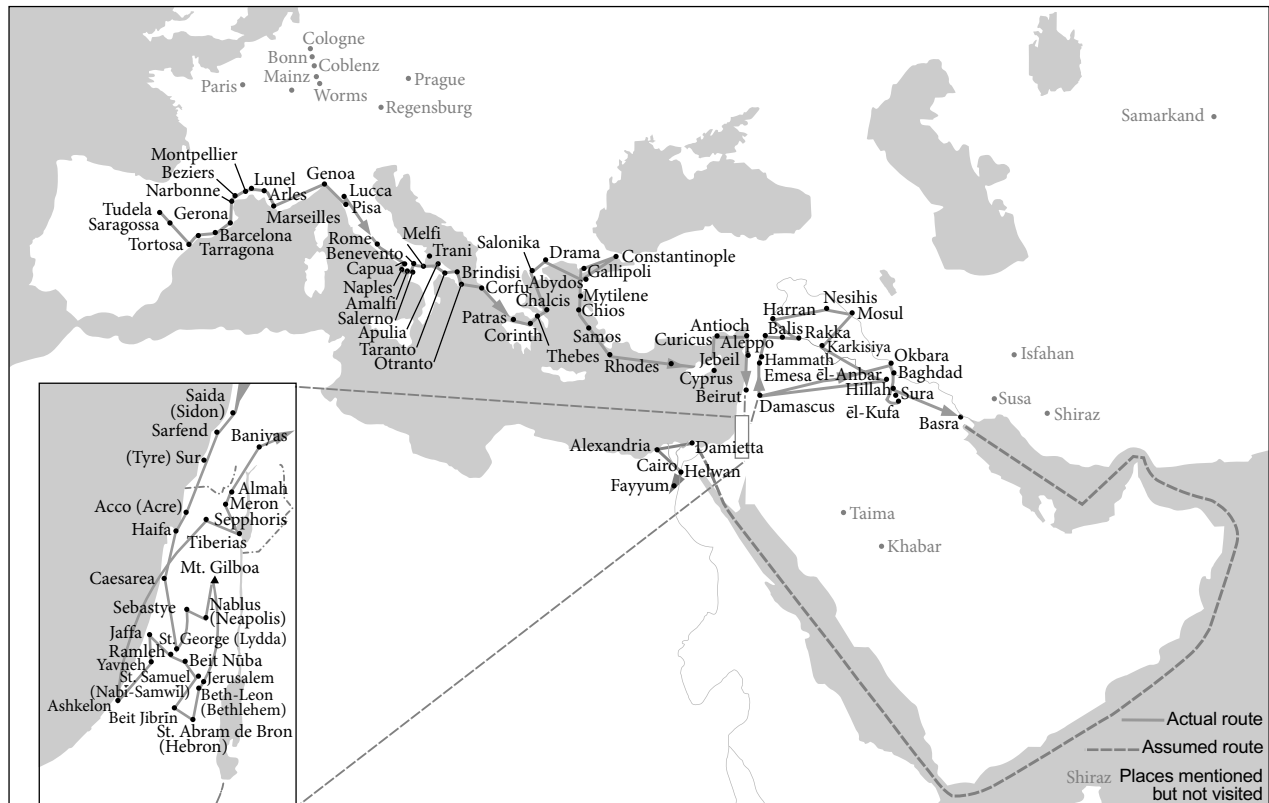 Cologne
Bonn
Coblenz
Mainz
Worms
Paris
Prague
Regensburg
Samarkand
Montpellier
Beziers
Narbonne
Lunel
Arles
Genoa
Lucca
Pisa
Marseilles
Tudela
Saragossa
Gerona
Tortosa
Barcelona
Tarragona
Rome
Benevento
Capua
Naples
Amalfi
Salerno
Apulia
Taranto
Otranto
Melfi
Trani
Brindisi
Corfu
Salonika
Drama
Constantinople
Gallipoli
Abydos
Mytilene
Chalcis
Chios
Patras
Corinth
Thebes
Samos
Rhodes
Antioch
Curicus
Aleppo
Jebeil
Cyprus
Beirut
Harran
Nesihis
Mosul
Balis
Rakka
Karkisiya
Hammath
Emesa
ēl-Anbar
Okbara
Baghdad
Hillah
Sura
ēl-Kufa
Damascus
Basra
Isfahan
Susa
Shiraz
Alexandria
Damietta
Cairo
Helwan
Fayyum
Taima
Khabar
Saida
(Sidon)
Sarfend
Baniyas
(Tyre) Sur
Almah
Meron
Acco (Acre)
Sepphoris
Haifa
Tiberias
Caesarea
Mt. Gilboa
Sebastye
Nablus
(Neapolis)
Jaffa
St. George (Lydda)
Ramleh
Beit Nūba
Yavneh
St. Samuel
(Nabi-Samwīl)
Jerusalem
Beth-Leon
(Bethlehem)
Ashkelon
Beit Jibrīn
St. Abram de Bron
(Hebron)
Actual route
Assumed route
Shiraz Places mentioned
but not visited